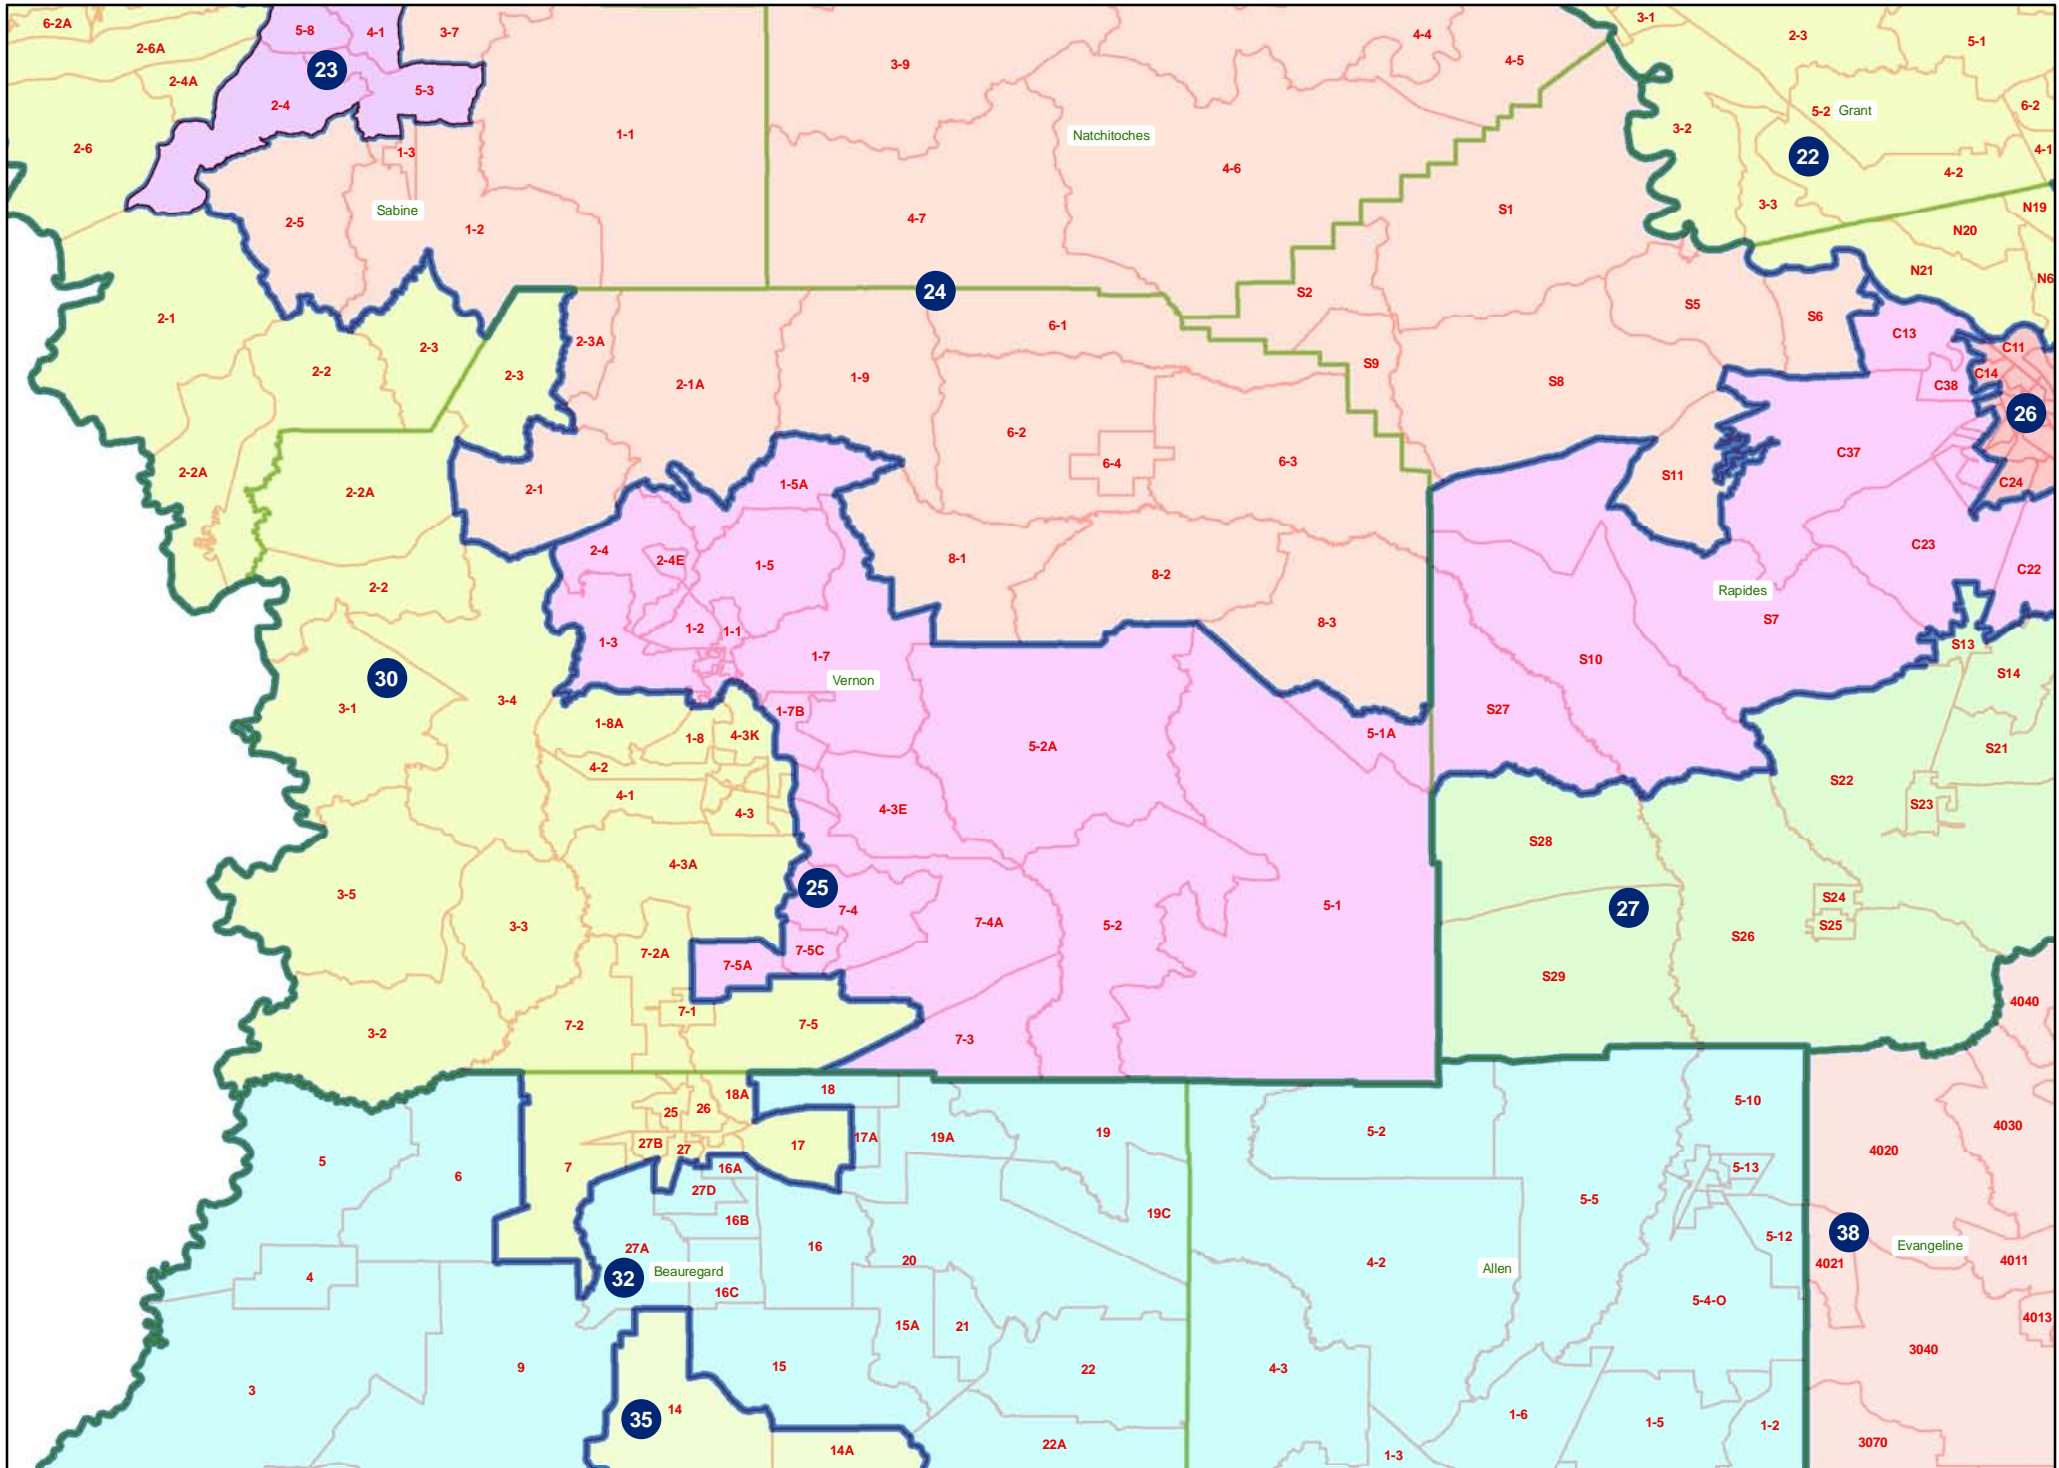 6-2A
5-8
4-1
3-7
3-1
2-3
5-1
2-6A
4-4
4-5
3-9
23
2-4A
5-3
2-4
5-2
Grant
6-2
3-2
1-1
Natchitoches
2-6
1-3
22
4-1
4-6
4-2
Sabine
2-5
1-2
4-7
S1
3-3
N19
N20
N21
N6
24
S2
2-1
S5
S6
6-1
C13
2-3A
2-3
C11
2-2
2-3
2-1A
1-9
S9
S8
C14
C38
26
6-2
C37
6-4
6-3
2-2A
2-2A
2-1
1-5A
S11
C24
2-4
2-4E
1-5
8-1
8-2
C23
C22
2-2
Rapides
8-3
S7
1-2
1-1
1-3
S13
1-7
S10
S14
30
Vernon
3-4
3-1
1-7B
S27
1-8A
1-8
4-3K
5-1A
5-2A
S21
4-2
S22
4-1
4-3
4-3E
S23
S28
4-3A
25
3-5
7-4
5-1
27
S24
3-3
7-4A
5-2
S25
S26
7-2A
7-5C
7-5A
S29
4040
7-1
7-2
7-5
3-2
7-3
18A
18
5-10
25
26
4030
27B
27
17
17A
19A
19
5-2
4020
5
7
16A
5-13
6
27D
5-5
16B
19C
38
5-12
27A
16
Evangeline
20
4-2
4021
4011
4
32
Beauregard
Allen
16C
5-4-O
15A
21
4013
3040
9
15
22
4-3
3
35
14
1-6
1-5
1-2
14A
22A
1-3
3070